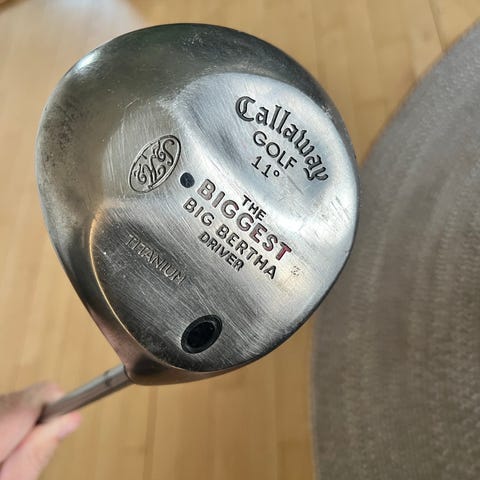 Callaway
GOLF
11°
THE
BIGGEST
BIG BERTHA
DRIVER
TITANIUM